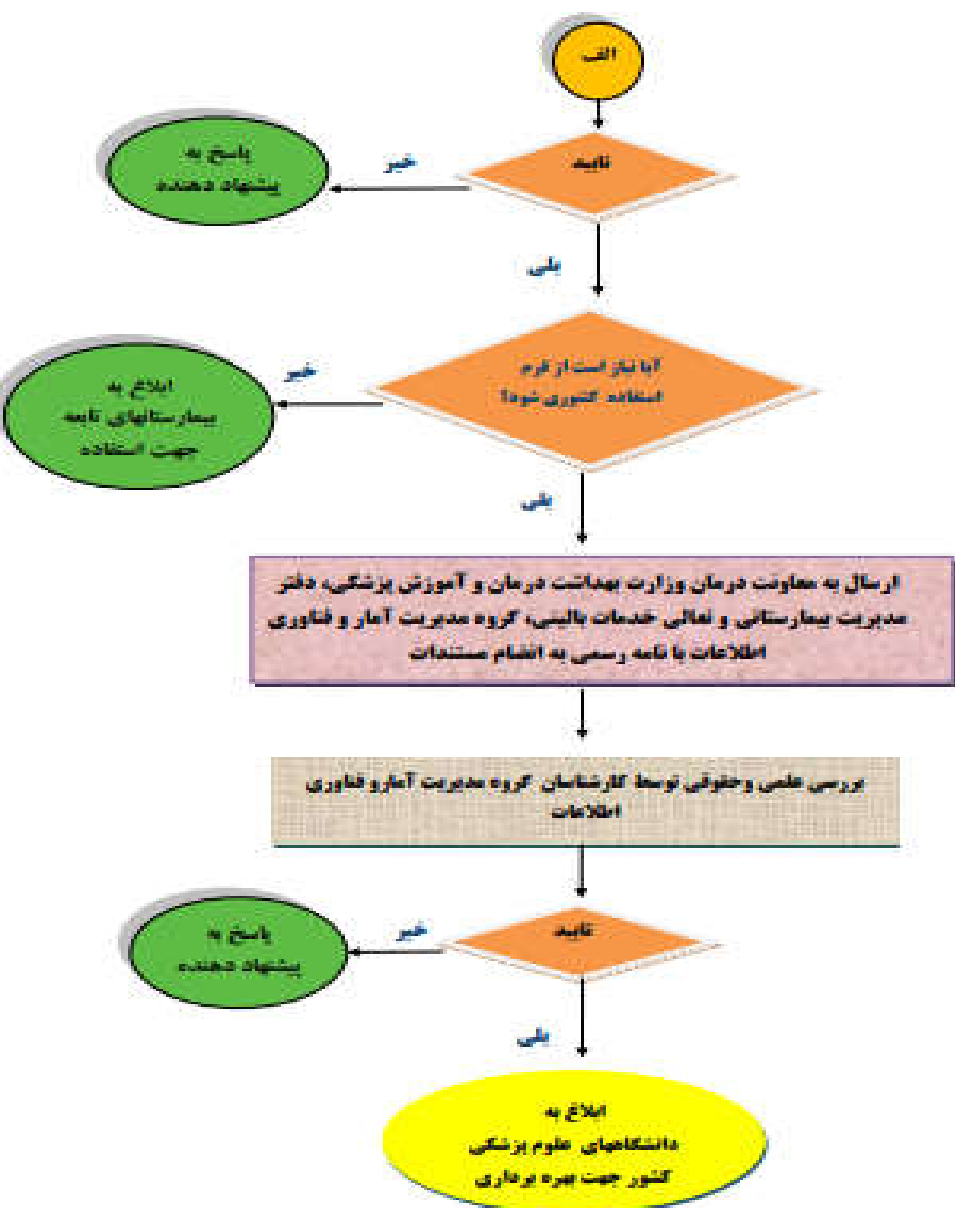 الف
تایید
خیر
پاسخ به
پیشنهاد دهنده
بلی
آیا نیاز است از فرم
استفاده کشوری شود؟
خیر
ابلاغ به
بیمارستانهای تابعه
جهت استفاده
بلی
ارسال به معاونت درمان وزارت بهداشت درمان و آموزش پزشکی، دفتر
مدیریت بیمارستانی و تعالی خدمات بالینی، گروه مدیریت آمار و فناوری
اطلاعات با نامه رسمی به انضمام مستندات
بررسی علمی وحقوقی توسط کارشناسان گروه مدیریت آمارو فناوری
اطلاعات
تایید
خیر
پاسخ به
پیشنهاد دهنده
بلی
ابلاغ به
دانشگاههای علوم پزشکی
کشور جهت بهره برداری